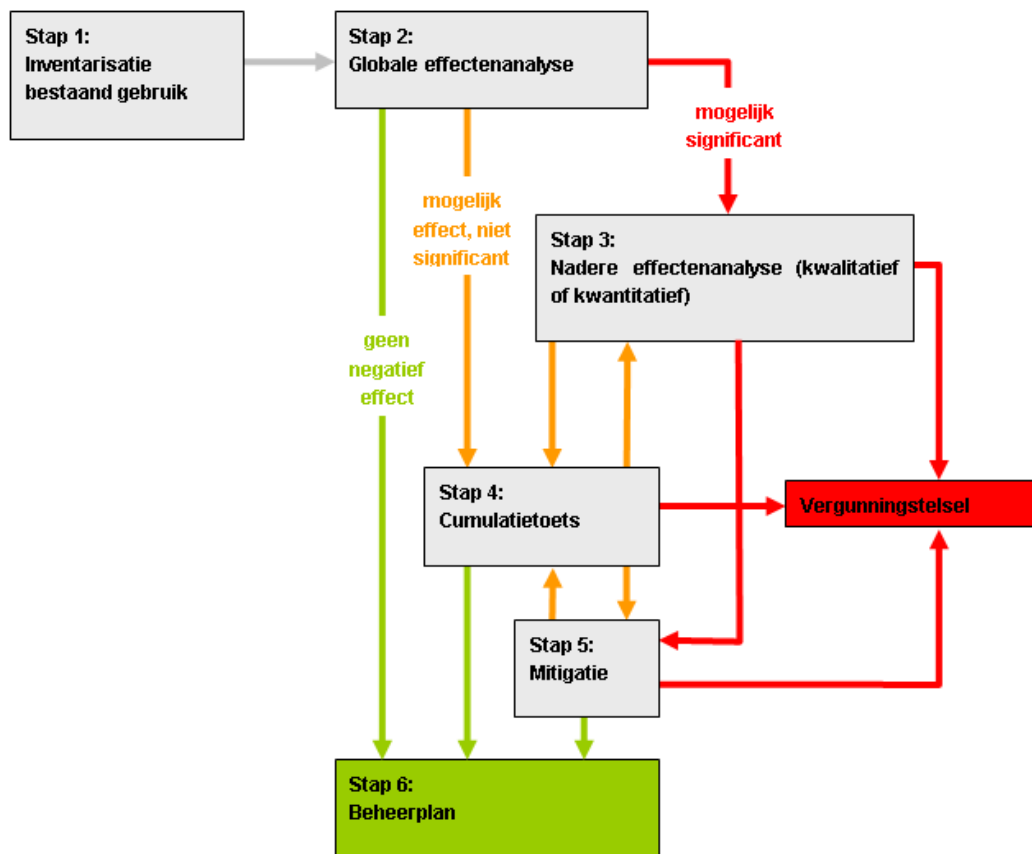 Stap 1:
Inventarisatie
bestaand gebruik
Stap 2:
Globale effectenanalyse
mogelijk
significant
mogelijk
effect, niet
significant
Stap 3:
Nadere effectenanalyse (kwalitatief
of kwantitatief)
geen
negatief
effect
Stap 4:
Cumulatietoets
Vergunningstelsel
Stap 5:
Mitigatie
Stap 6:
Beheerplan